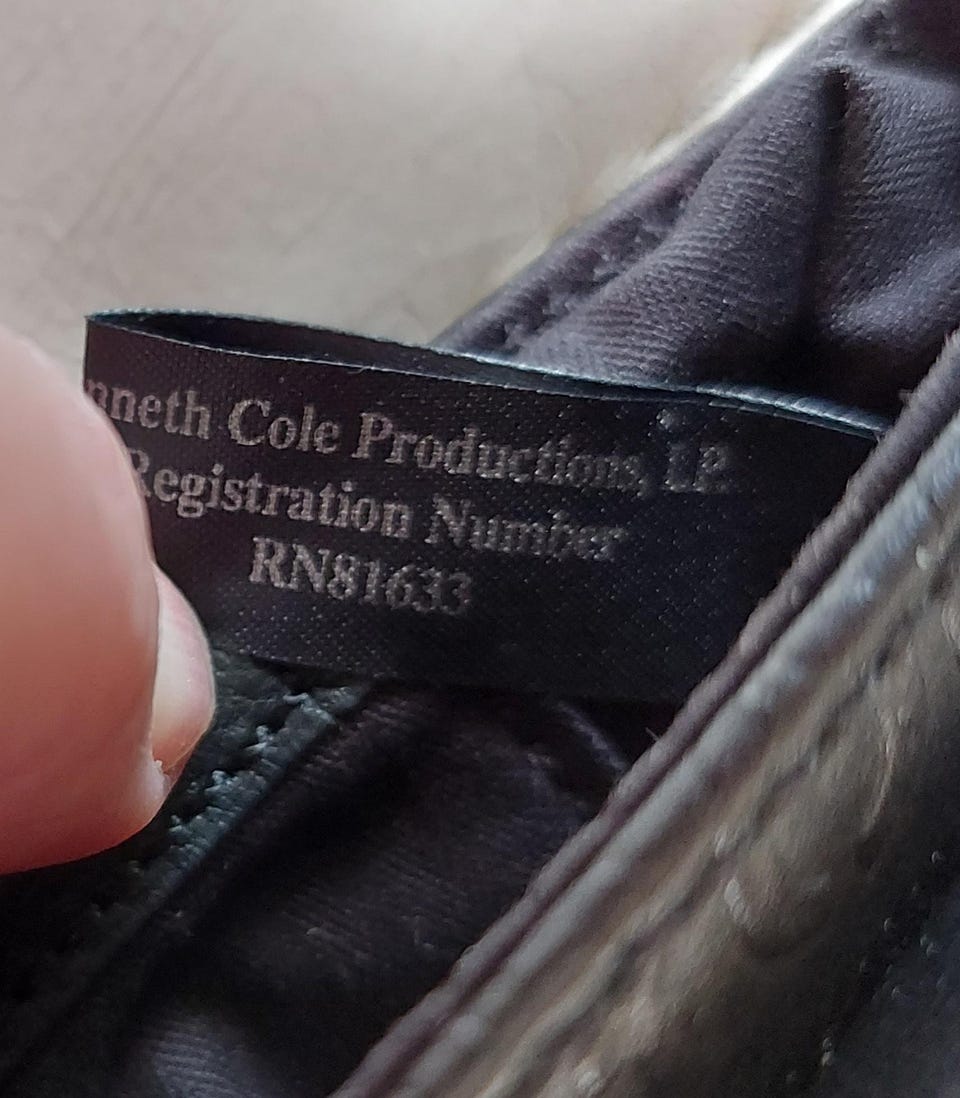 nneth Cole Productions, LP.
Registration Number
RN81633